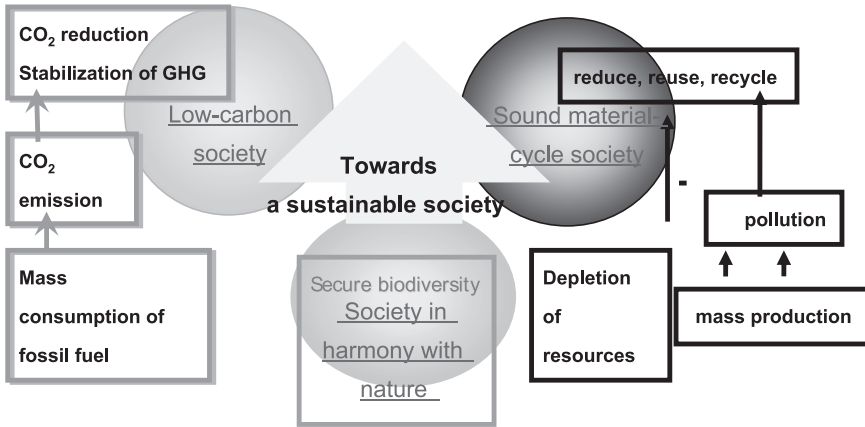 CO₂ reduction
Stabilization of GHG
Low-carbon
society
CO₂
emission
Mass
consumption of
fossil fuel
Towards
a sustainable society
Secure biodiversity
Society in
harmony with
nature
reduce, reuse, recycle
Sound material-
cycle society
-
pollution
Depletion
of
resources
mass production